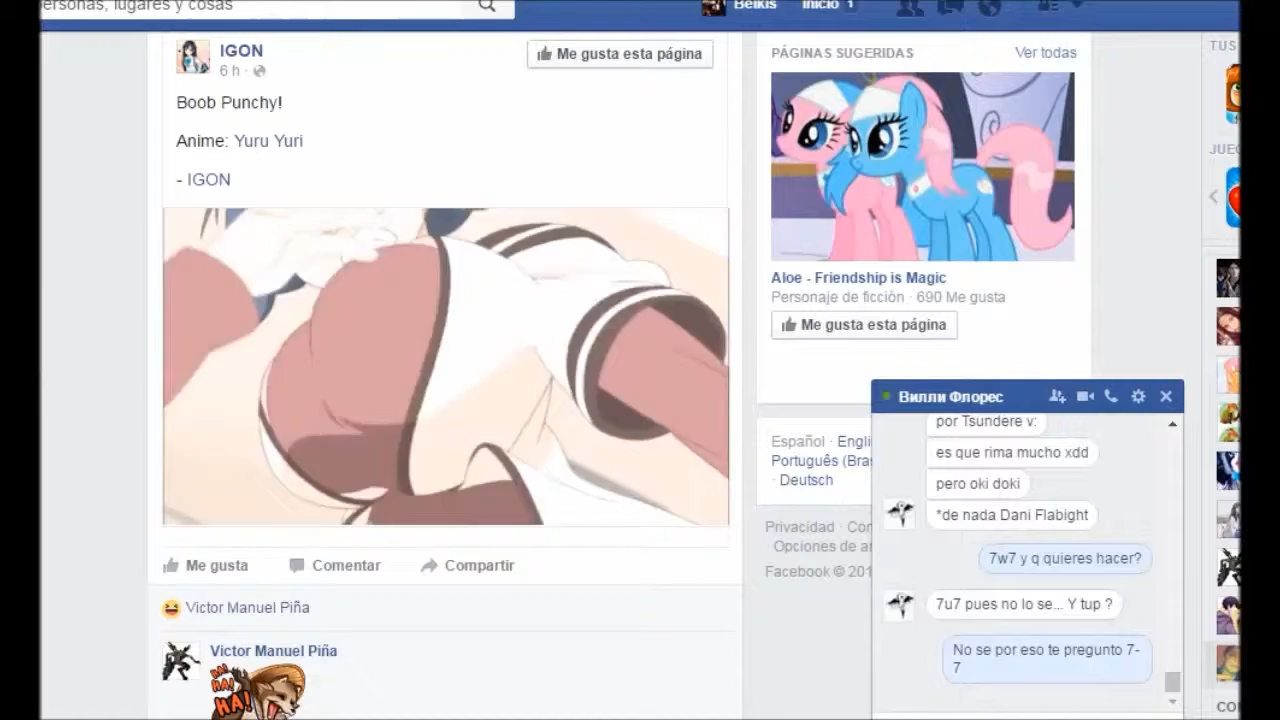 personas, lugares y cosas
Belkis
Inicio 1
IGON
6 h ·
Me gusta esta página
Boob Punchy!
Anime: Yuru Yuri
- IGON
Me gusta
Comentar
Compartir
Victor Manuel Piña
Victor Manuel Piña
HA!
HA!
HA!
PÁGINAS SUGERIDAS
Ver todas
Aloe - Friendship is Magic
Personaje de ficción · 690 Me gusta
Me gusta esta página
Español ·
Português (Bras
· Deutsch
Privacidad ·
Opciones de
Facebook © 201
TUS
Вилли Флорес
por Tsundere v:
es que rima mucho xdd
pero oki doki
*de nada Dani Flabight
7w7 y q quieres hacer?
7u7 pues no lo se... Y tup ?
No se por eso te pregunto 7-
7